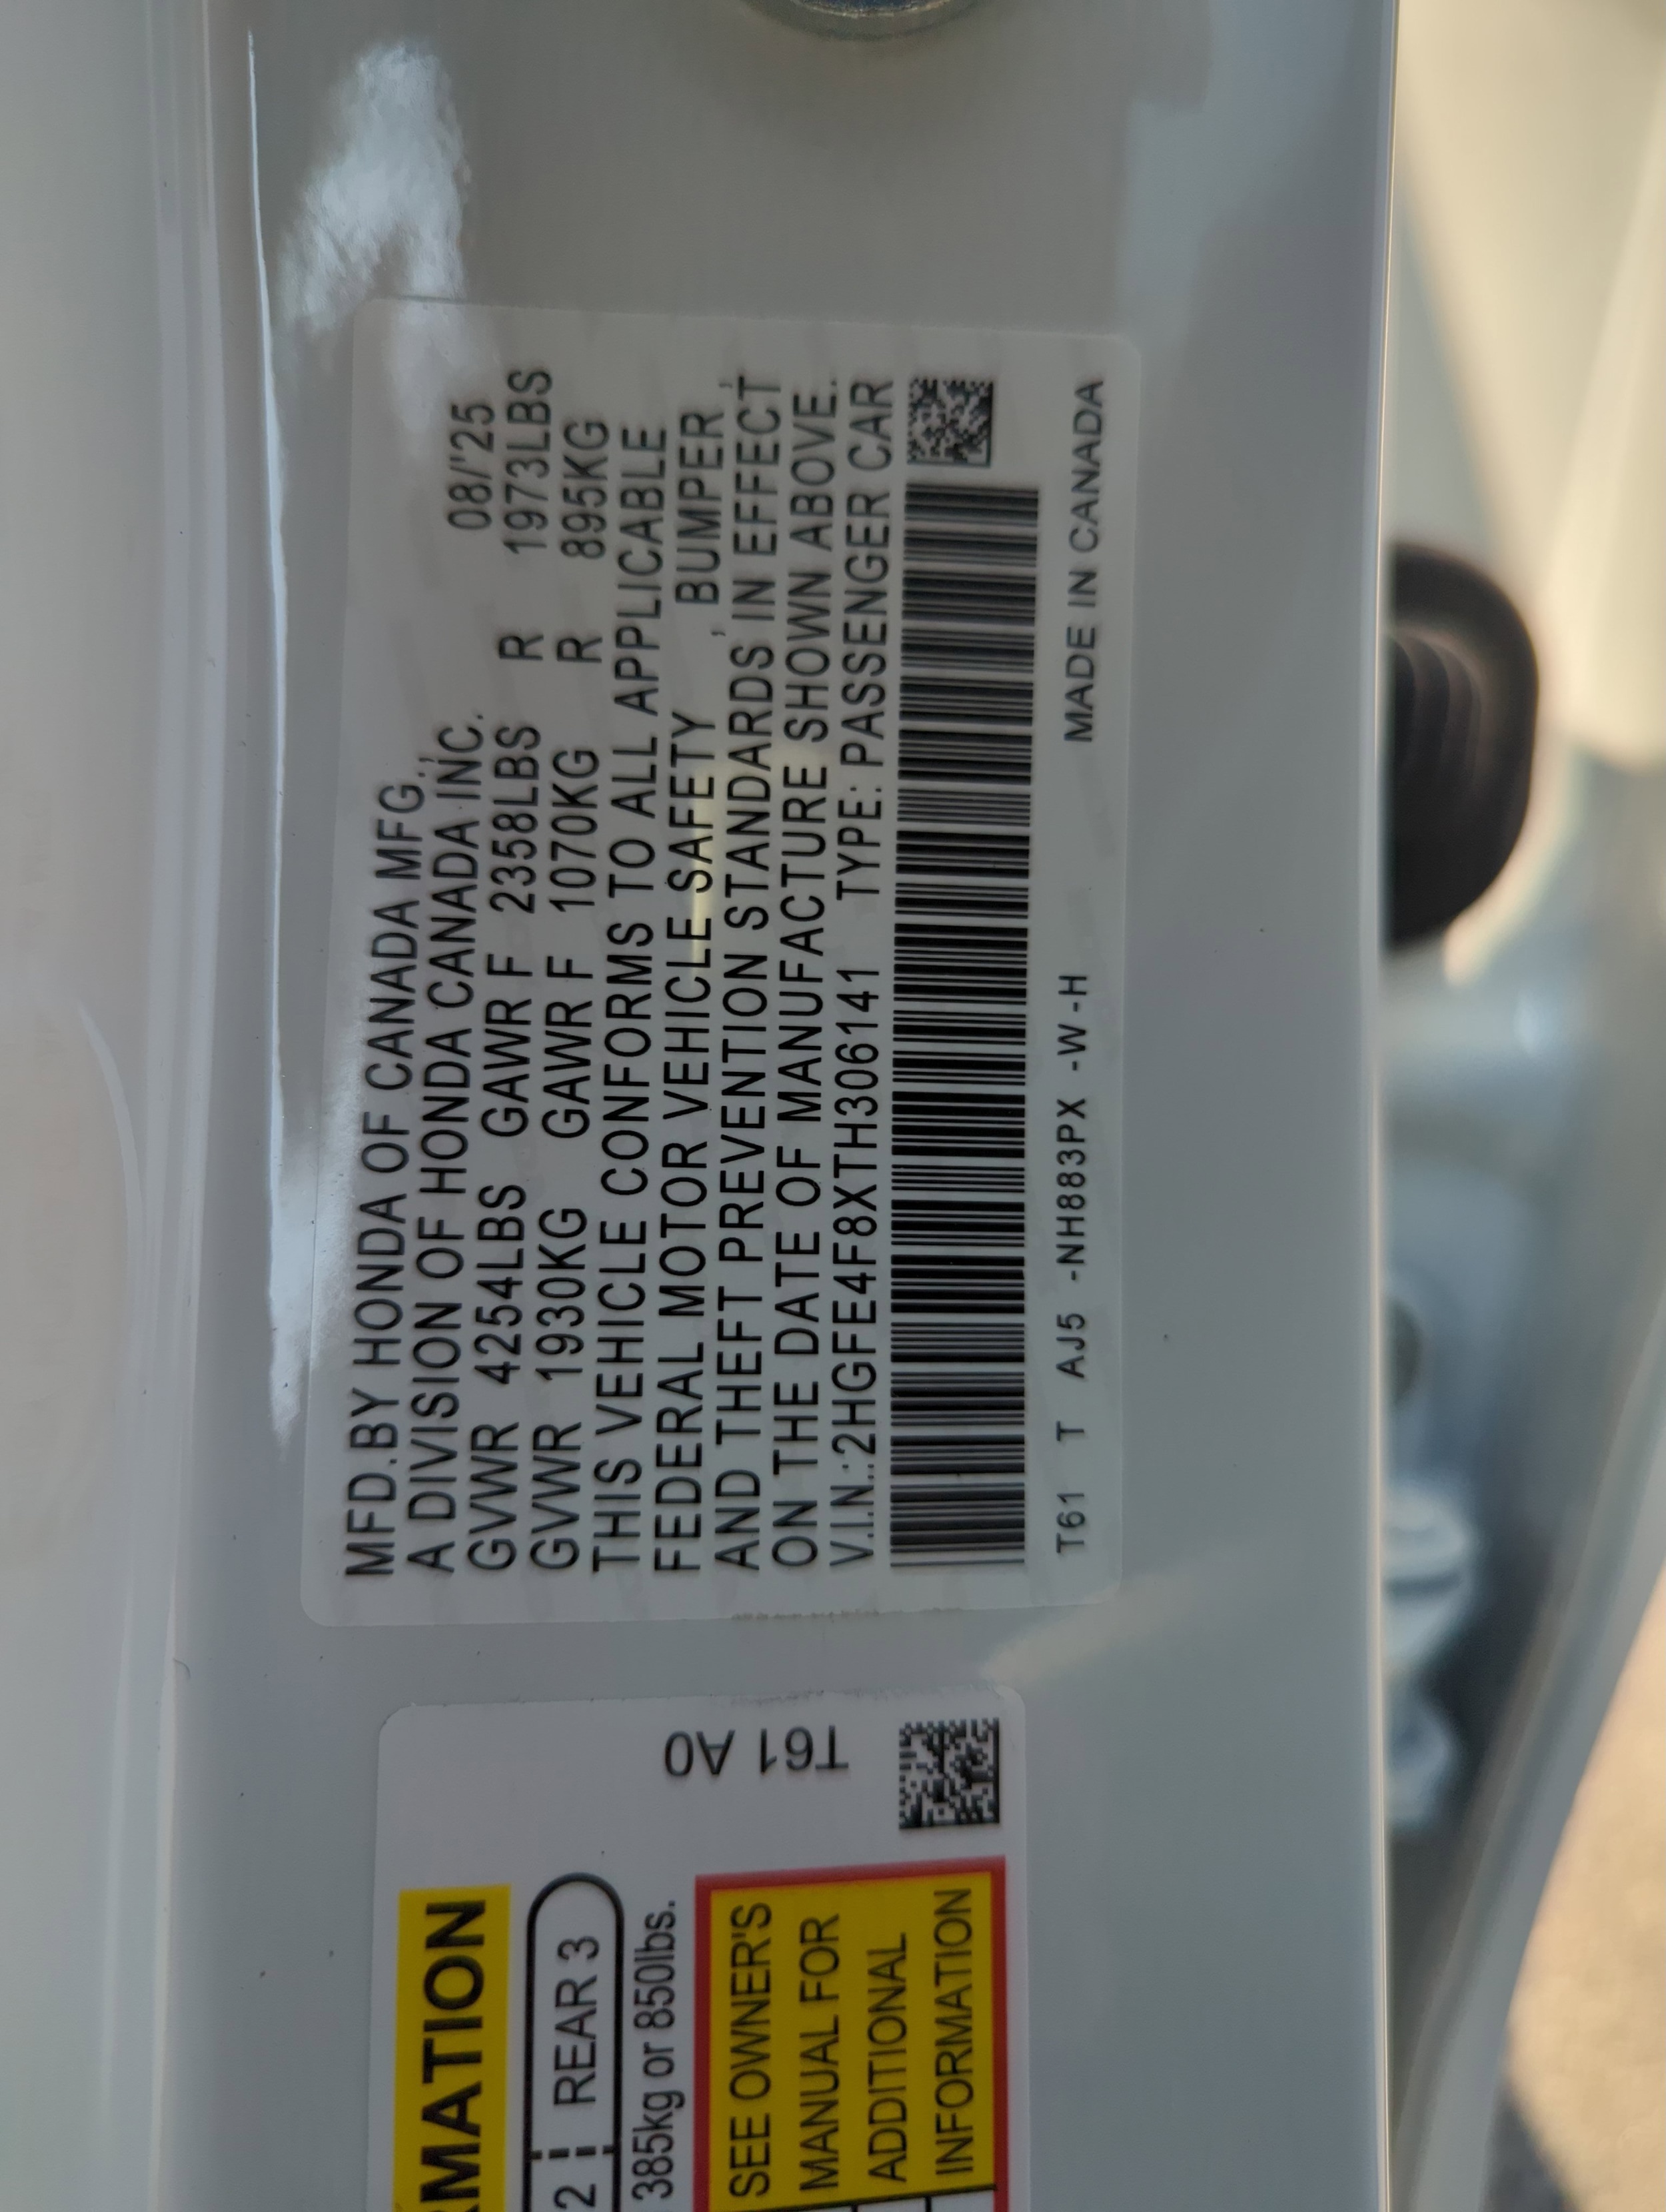 MFD.BY HONDA OF CANADA MFG.,
A DIVISION OF HONDA CANADA INC. 08/'25
GVWR 4254LBS GAWR F 2358LBS R 1973LBS
GVWR 1930KG GAWR F 1070KG R 895KG
THIS VEHICLE CONFORMS TO ALL APPLICABLE
FEDERAL MOTOR VEHICLE SAFETY , BUMPER ,
AND THEFT PREVENTION STANDARDS IN EFFECT
ON THE DATE OF MANUFACTURE SHOWN ABOVE.
V.I.N.:2HGFE4F8XTH306141 TYPE: PASSENGER CAR
T61 T AJ5 -NH883PX -W-H MADE IN CANADA
T61 A0
RMATION
2 REAR 3
385kg or 850lbs.
SEE OWNER'S
MANUAL FOR
ADDITIONAL
INFORMATION